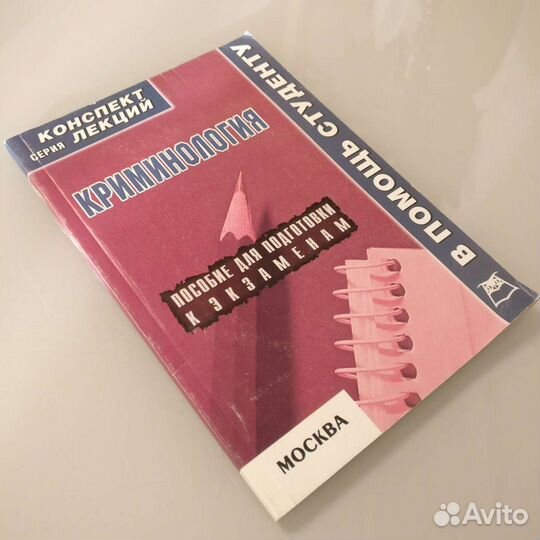 СЕРИЯ КОНСПЕКТ
ЛЕКЦИЙ
КРИМИНОЛОГИЯ
ПОСОБИЕ ДЛЯ ПОДГОТОВКИ
К ЭКЗАМЕНАМ
В ПОМОЩЬ СТУДЕНТУ
МОСКВА
Avito